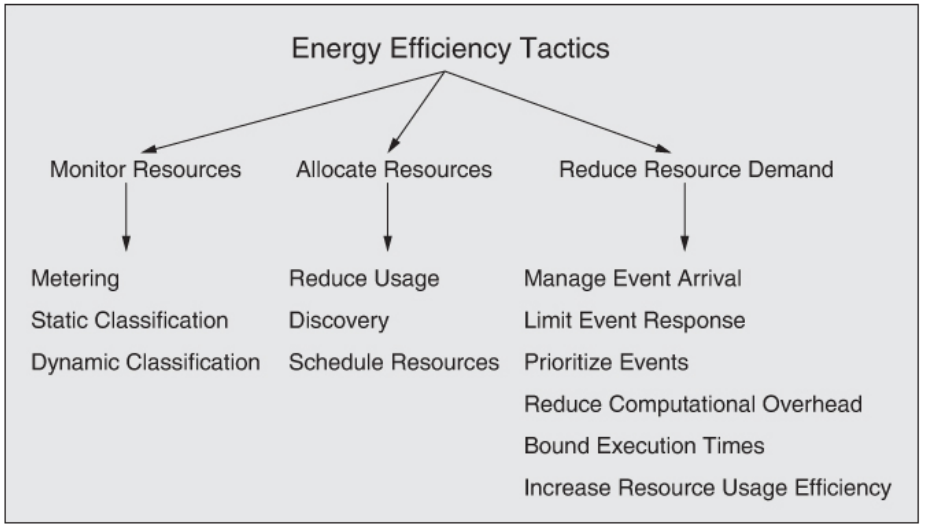 Energy Efficiency Tactics
Monitor Resources
Allocate Resources
Reduce Resource Demand
Metering
Static Classification
Dynamic Classification
Reduce Usage
Discovery
Schedule Resources
Manage Event Arrival
Limit Event Response
Prioritize Events
Reduce Computational Overhead
Bound Execution Times
Increase Resource Usage Efficiency